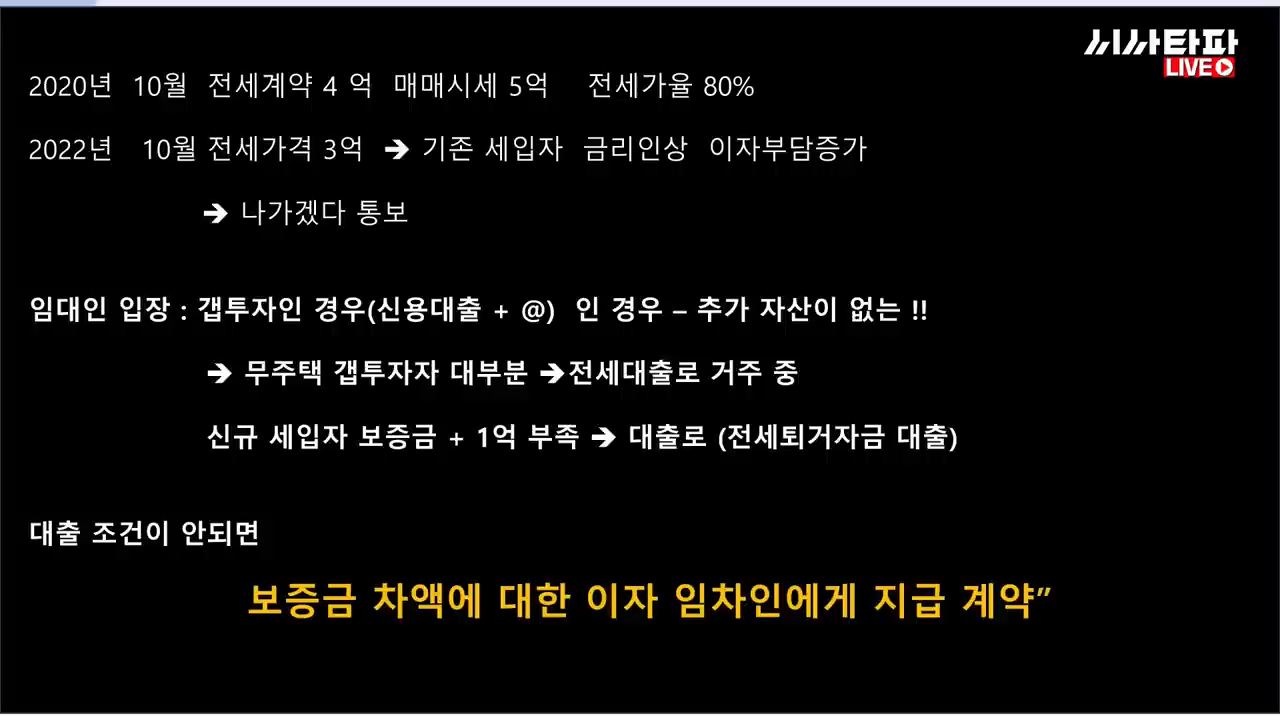 시사타파
LIVE
2020년 10월 전세계약 4 억 매매시세 5억 전세가율 80%
2022년 10월 전세가격 3억 ➔ 기존 세입자 금리인상 이자부담증가
➔ 나가겠다 통보
임대인 입장 : 갭투자인 경우(신용대출 + @) 인 경우 – 추가 자산이 없는 !!
➔ 무주택 갭투자자 대부분 ➔전세대출로 거주 중
신규 세입자 보증금 + 1억 부족 ➔ 대출로 (전세퇴거자금 대출)
대출 조건이 안되면
보증금 차액에 대한 이자 임차인에게 지급 계약”